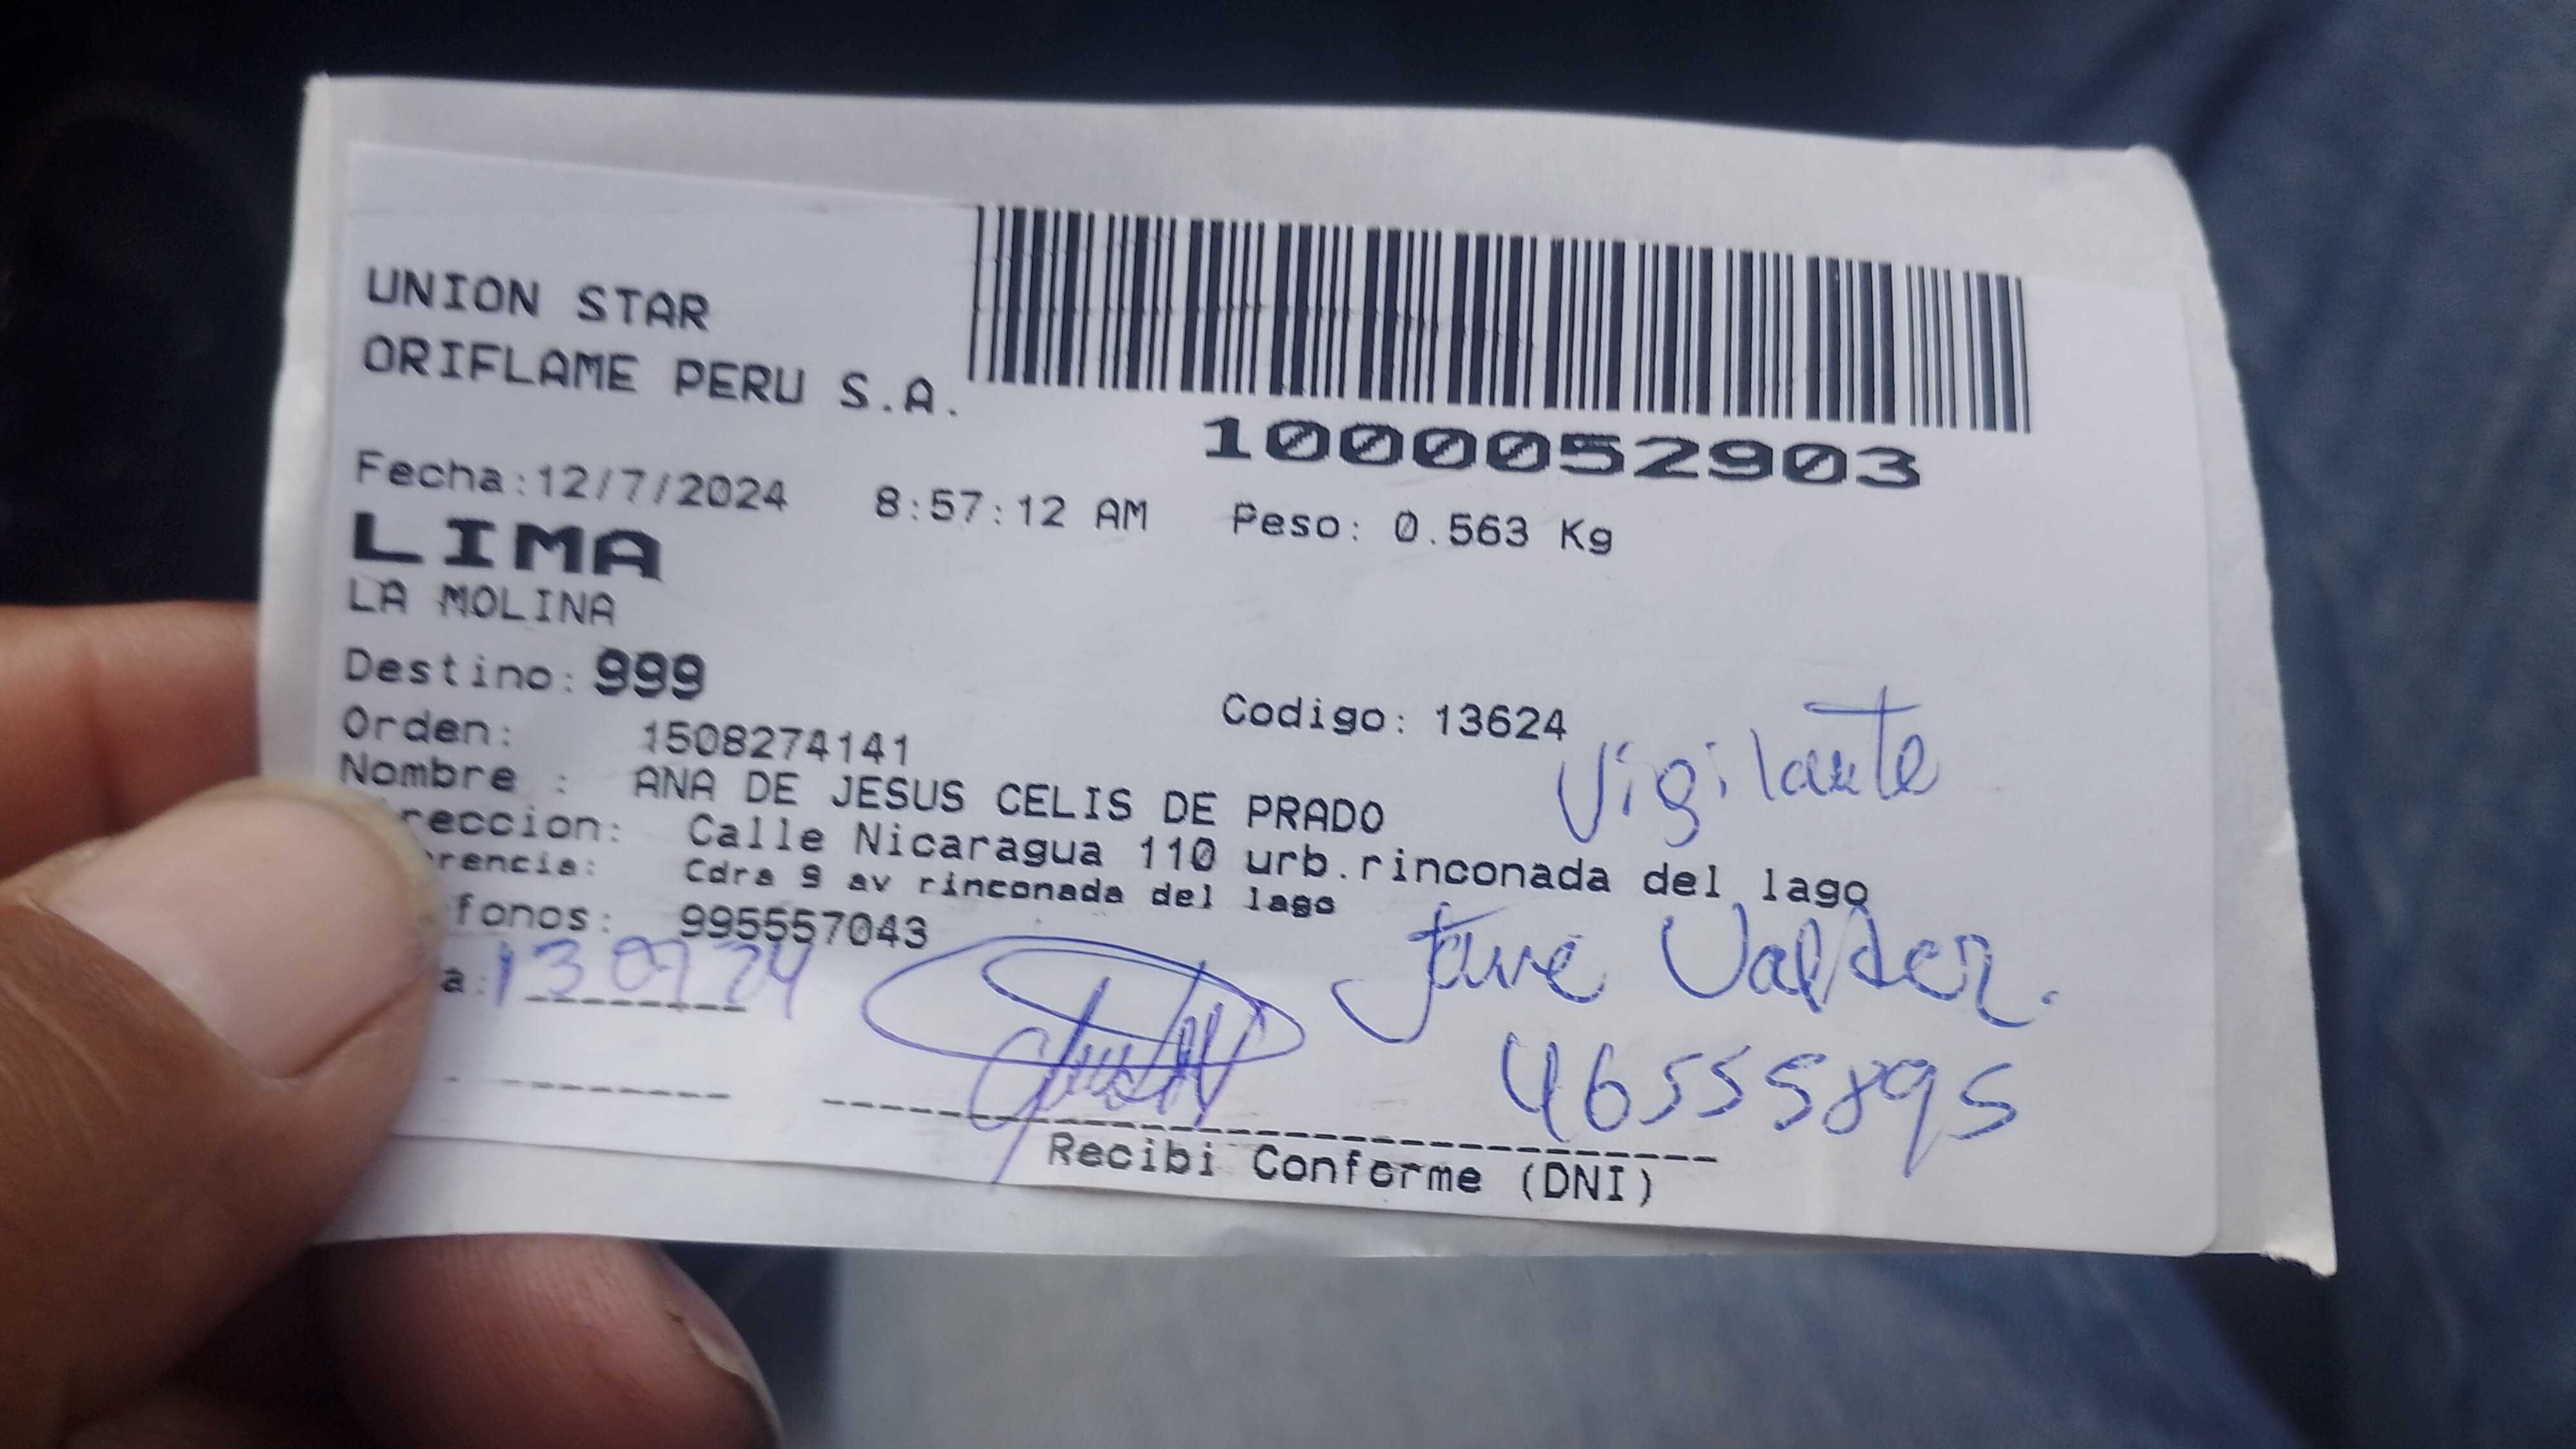 UNION STAR
ORIFLAME PERU S.A.
1000052903
Fecha:12/7/2024 8:57:12 AM Peso: 0.563 Kg
LIMA
LA MOLINA
Destino: 999
Orden: 1508274141 Codigo: 13624
Vigilante
Nombre : ANA DE JESUS CELIS DE PRADO
reccion: Calle Nicaragua 110 urb.rinconada del lago
rencia: Cdra 9 av rinconada del lago
fonos: 995557043
a: 13 07 24
Valdez.
46555895
Recibi Conforme (DNI)